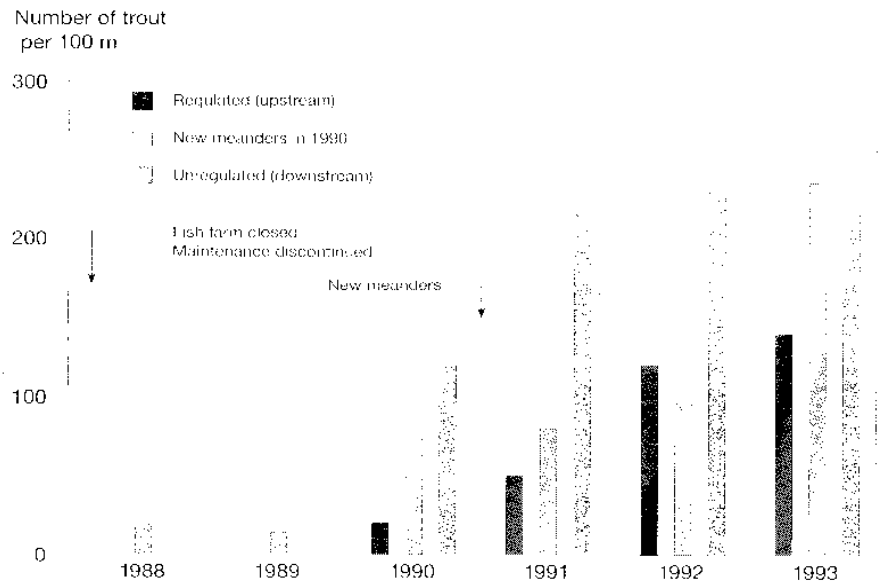 Number of trout
per 100 m
300
Regulated (upstream)
New meanders in 1990
Unregulated (downstream)
200
Fish farm closed
Maintenance discontinued
New meanders
100
0
1988 1989 1990 1991 1992 1993